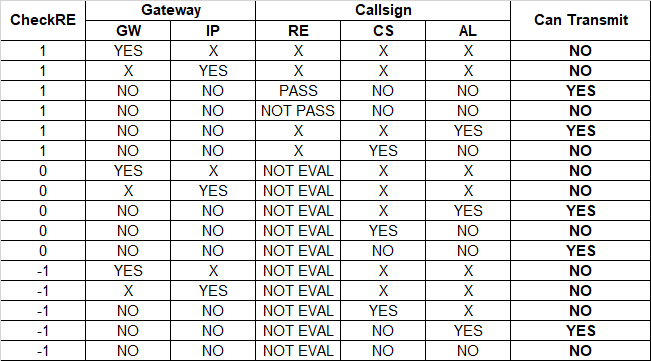 CheckRE Gateway Callsign Can Transmit
GW IP RE CS AL
1 YES X X X X NO
1 X YES X X X NO
1 NO NO PASS NO NO YES
1 NO NO NOT PASS NO NO NO
1 NO NO X X YES YES
1 NO NO X YES NO NO
0 YES X NOT EVAL X X NO
0 X YES NOT EVAL X X NO
0 NO NO NOT EVAL X YES YES
0 NO NO NOT EVAL YES NO NO
0 NO NO NOT EVAL NO NO YES
-1 YES X NOT EVAL X X NO
-1 X YES NOT EVAL X X NO
-1 NO NO NOT EVAL YES X NO
-1 NO NO NOT EVAL NO YES YES
-1 NO NO NOT EVAL NO NO NO